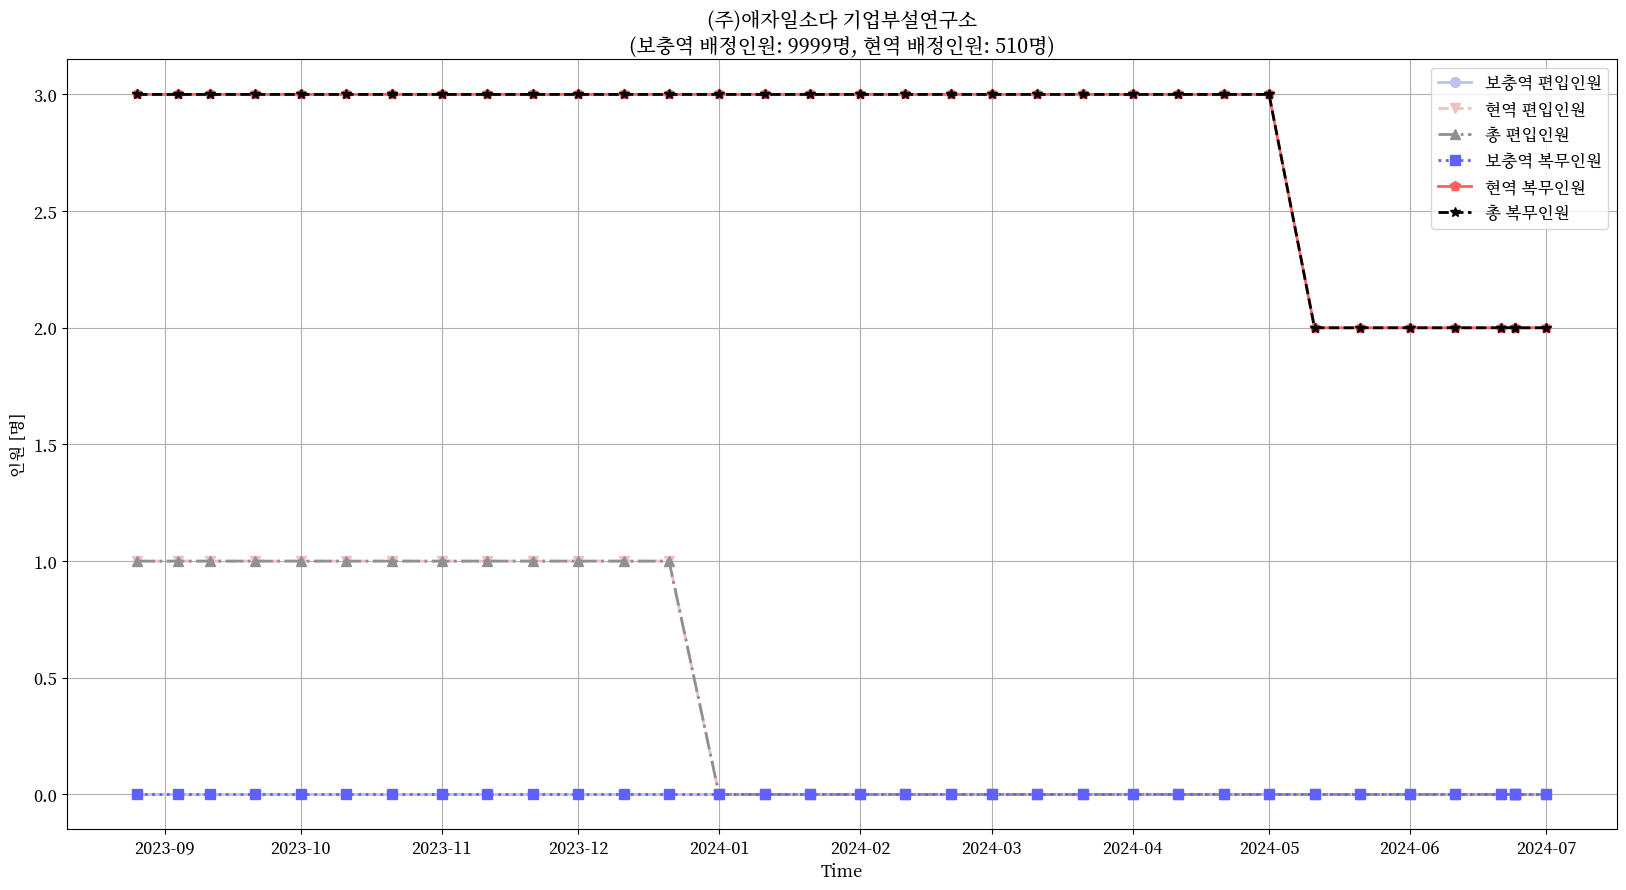 (주)애자일소다 기업부설연구소
(보충역 배정인원: 9999명, 현역 배정인원: 510명)
보충역 편입인원
현역 편입인원
총 편입인원
보충역 복무인원
현역 복무인원
총 복무인원
3.0
2.5
2.0
1.5
1.0
0.5
0.0
인원 [명]
2023-09 2023-10 2023-11 2023-12 2024-01 2024-02 2024-03 2024-04 2024-05 2024-06 2024-07
Time